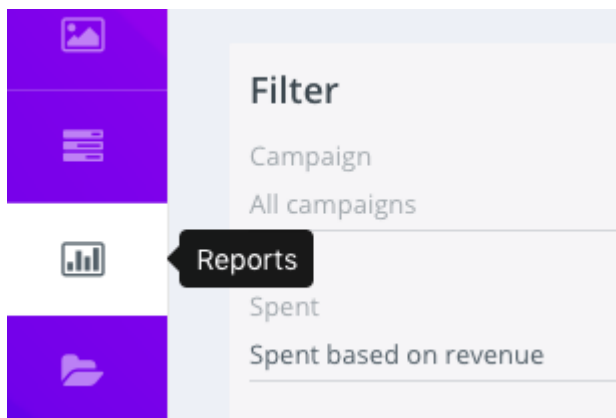 Filter
Campaign
All campaigns
Reports
Spent
Spent based on revenue